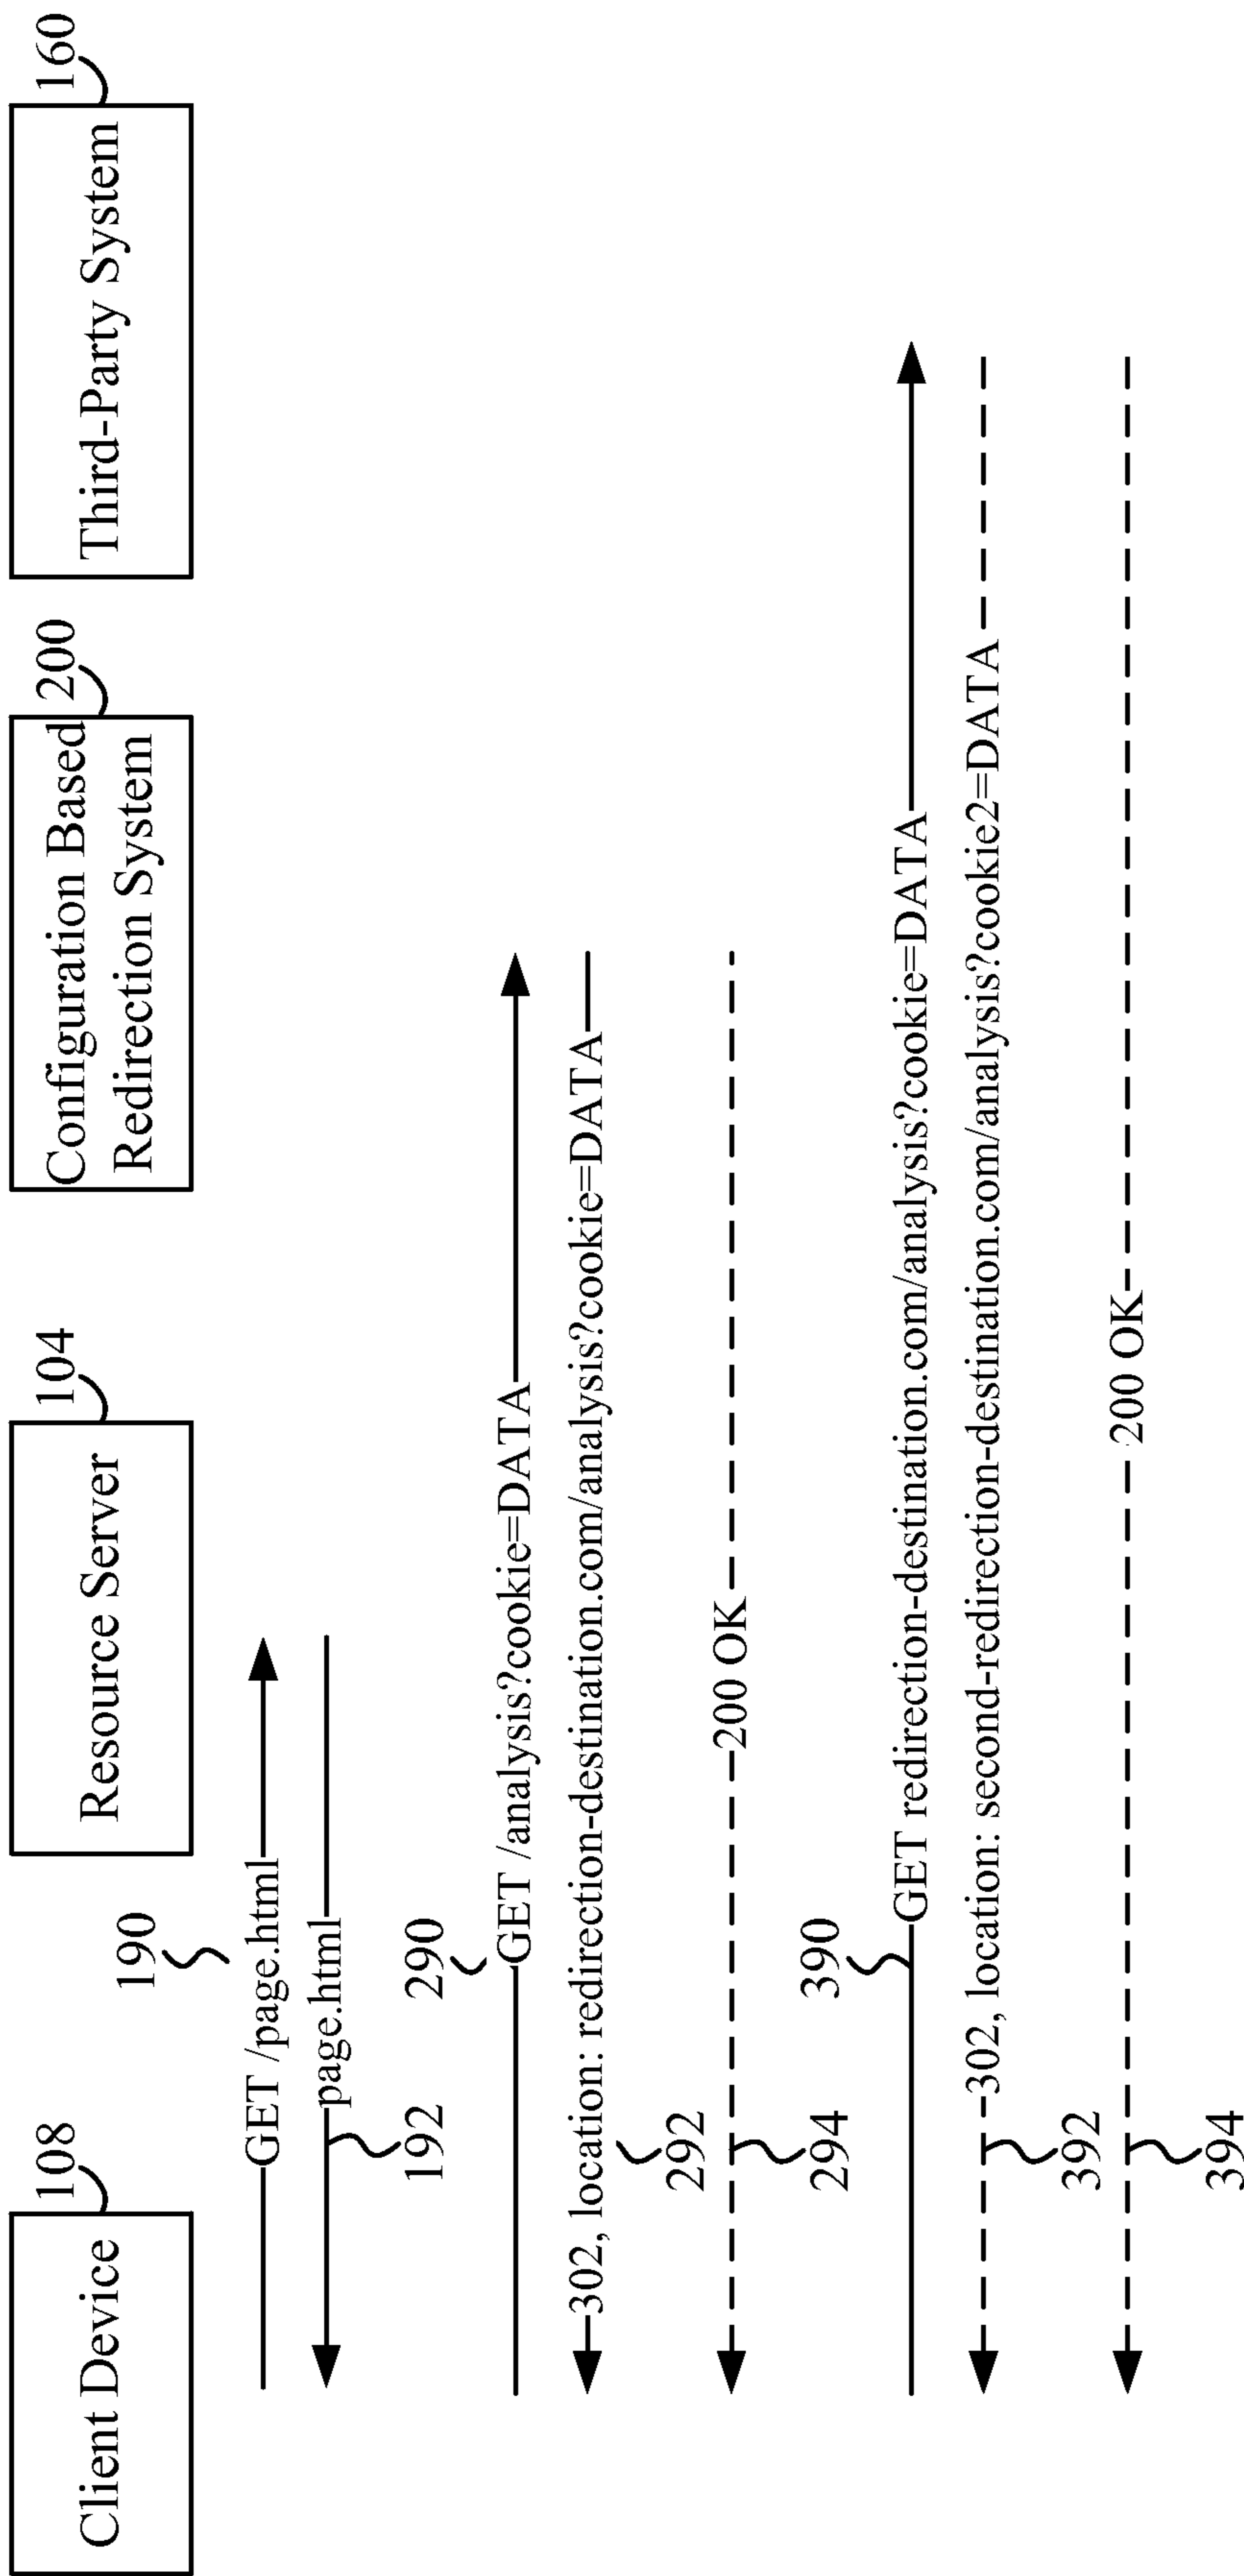 108
Client Device
104
Resource Server
200
Configuration Based
Redirection System
160
Third-Party System
190
GET /page.html
page.html
192
290
GET /analysis?cookie=DATA
302, location: redirection-destination.com/analysis?cookie=DATA
292
200 OK
294
390
GET redirection-destination.com/analysis?cookie=DATA
302, location: second-redirection-destination.com/analysis?cookie2=DATA
392
200 OK
394